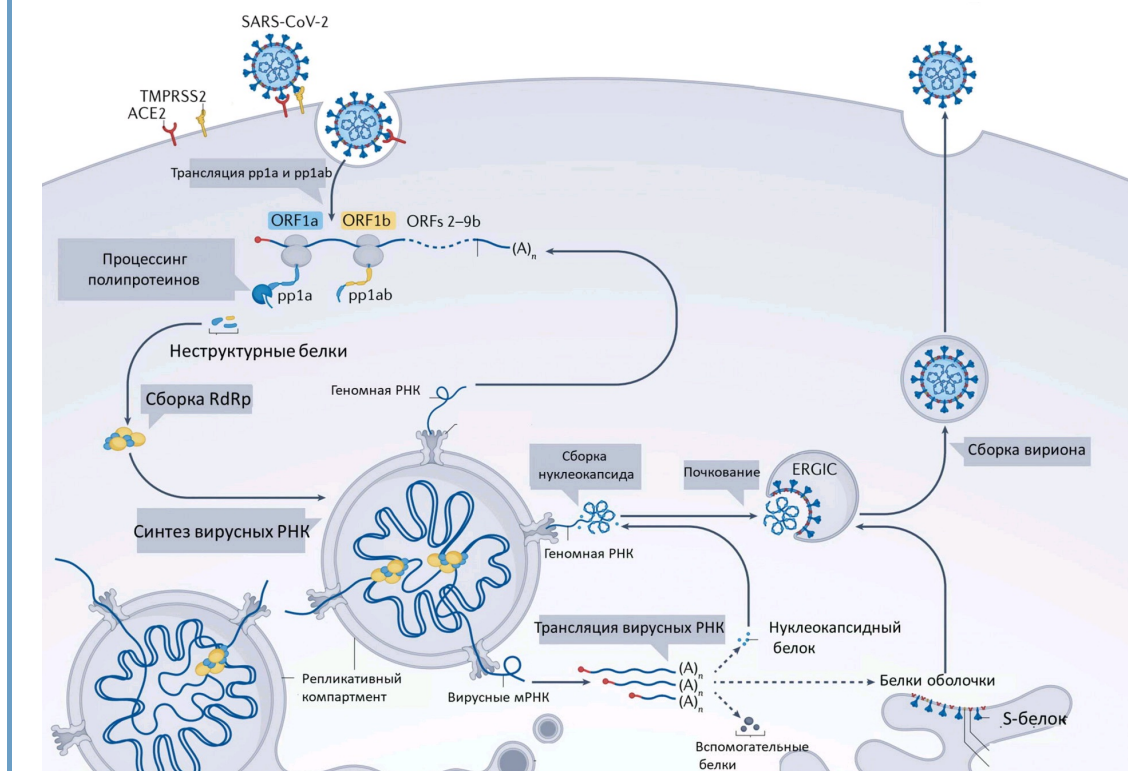 SARS-CoV-2
TMPRSS2
ACE2
Трансляция pp1a и pp1ab
ORF1a
ORF1b
ORFs 2–9b
(A)n
Процессинг
полипротеинов
pp1a
pp1ab
Неструктурные белки
Геномная РНК
Сборка RdRp
Сборка
нуклеокапсида
Почкование
ERGIC
Сборка вириона
Синтез вирусных РНК
Геномная РНК
Трансляция вирусных РНК
Нуклеокапсидный
белок
Репликативный
компартмент
Вирусные мРНК
(A)n
(A)n
(A)n
Белки оболочки
S-белок
Вспомогательные
белки